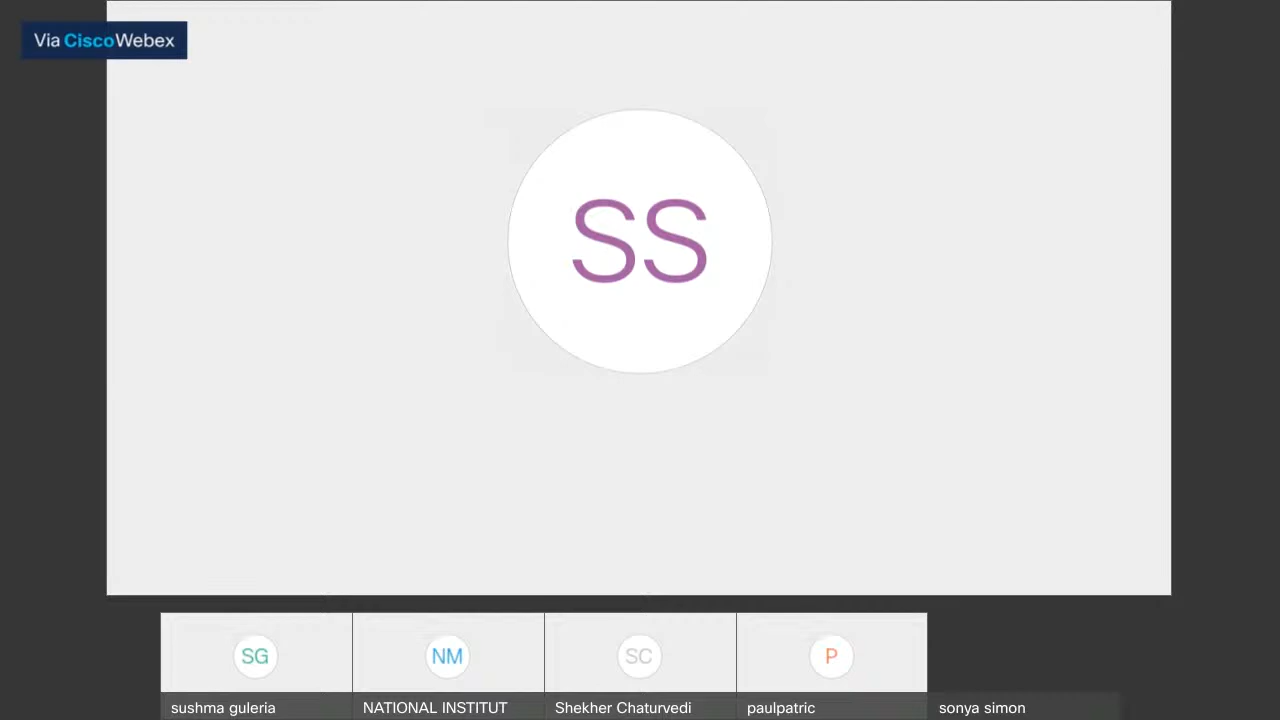 Via CiscoWebex
SS
SG
NM
SC
P
sushma guleria
NATIONAL INSTITUT
Shekher Chaturvedi
paulpatric
sonya simon